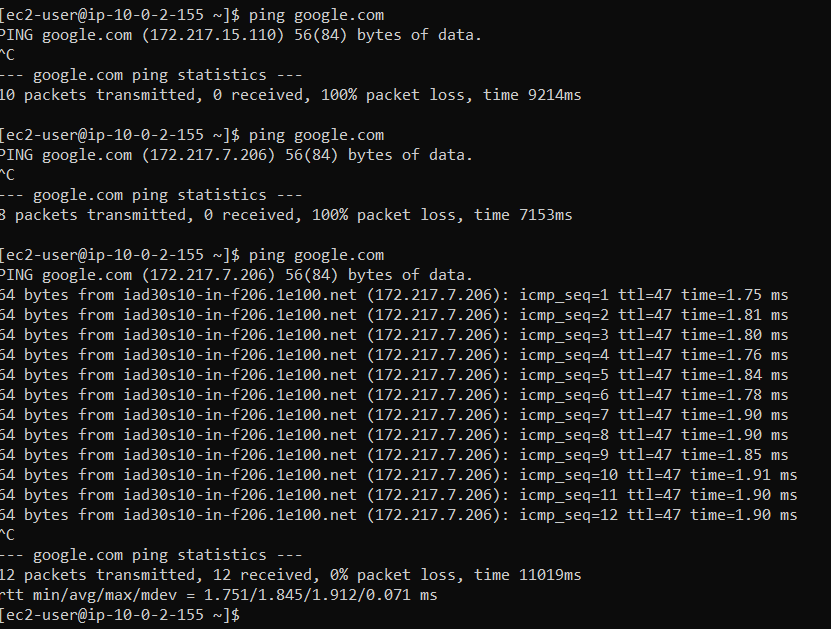 [ec2-user@ip-10-0-2-155 ~]$ ping google.com
PING google.com (172.217.15.110) 56(84) bytes of data.
^C
--- google.com ping statistics ---
10 packets transmitted, 0 received, 100% packet loss, time 9214ms
[ec2-user@ip-10-0-2-155 ~]$ ping google.com
PING google.com (172.217.7.206) 56(84) bytes of data.
^C
--- google.com ping statistics ---
8 packets transmitted, 0 received, 100% packet loss, time 7153ms
[ec2-user@ip-10-0-2-155 ~]$ ping google.com
PING google.com (172.217.7.206) 56(84) bytes of data.
64 bytes from iad30s10-in-f206.1e100.net (172.217.7.206): icmp_seq=1 ttl=47 time=1.75 ms
64 bytes from iad30s10-in-f206.1e100.net (172.217.7.206): icmp_seq=2 ttl=47 time=1.81 ms
64 bytes from iad30s10-in-f206.1e100.net (172.217.7.206): icmp_seq=3 ttl=47 time=1.80 ms
64 bytes from iad30s10-in-f206.1e100.net (172.217.7.206): icmp_seq=4 ttl=47 time=1.76 ms
64 bytes from iad30s10-in-f206.1e100.net (172.217.7.206): icmp_seq=5 ttl=47 time=1.84 ms
64 bytes from iad30s10-in-f206.1e100.net (172.217.7.206): icmp_seq=6 ttl=47 time=1.78 ms
64 bytes from iad30s10-in-f206.1e100.net (172.217.7.206): icmp_seq=7 ttl=47 time=1.90 ms
64 bytes from iad30s10-in-f206.1e100.net (172.217.7.206): icmp_seq=8 ttl=47 time=1.90 ms
64 bytes from iad30s10-in-f206.1e100.net (172.217.7.206): icmp_seq=9 ttl=47 time=1.85 ms
64 bytes from iad30s10-in-f206.1e100.net (172.217.7.206): icmp_seq=10 ttl=47 time=1.91 ms
64 bytes from iad30s10-in-f206.1e100.net (172.217.7.206): icmp_seq=11 ttl=47 time=1.90 ms
64 bytes from iad30s10-in-f206.1e100.net (172.217.7.206): icmp_seq=12 ttl=47 time=1.90 ms
^C
--- google.com ping statistics ---
12 packets transmitted, 12 received, 0% packet loss, time 11019ms
rtt min/avg/max/mdev = 1.751/1.845/1.912/0.071 ms
[ec2-user@ip-10-0-2-155 ~]$